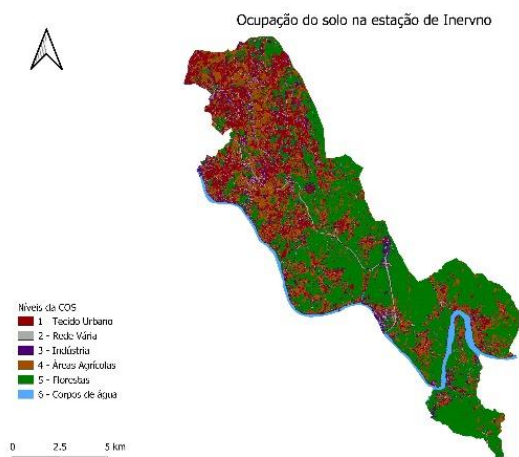 Ocupação do solo na estação de Inervno
Níveis da COS
1 - Tecido Urbano
2 - Rede Vária
3 - Indústria
4 - Áreas Agrícolas
5 - Florestas
6 - Corpos de água
0 2.5 5 km